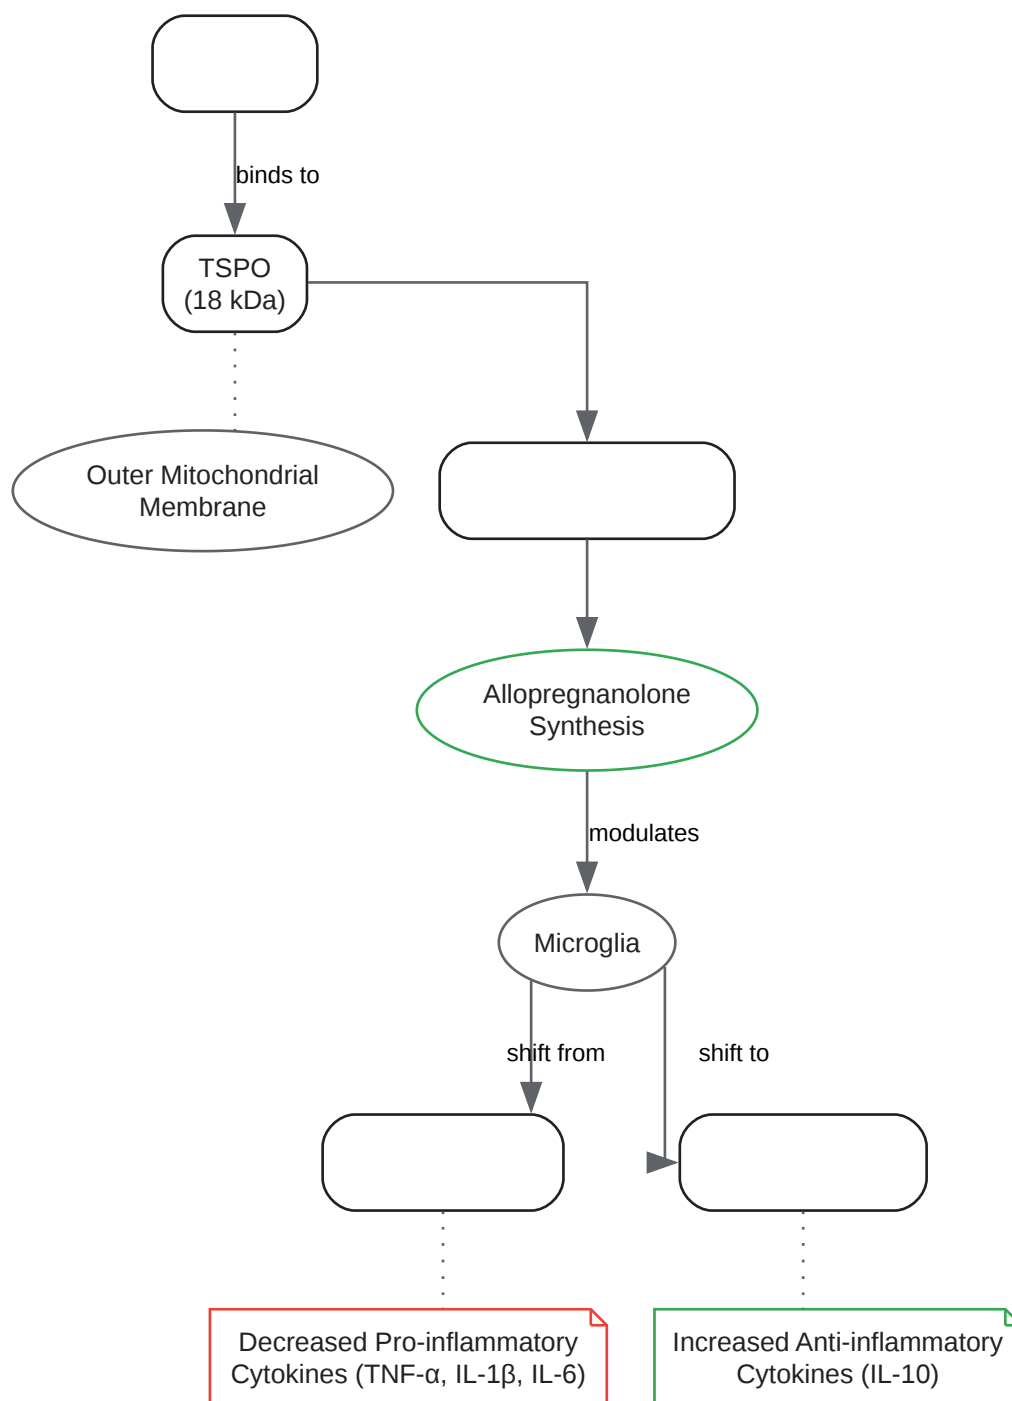 binds to
TSPO
(18 kDa)
Outer Mitochondrial
Membrane
Allopregnanolone
Synthesis
modulates
Microglia
shift from
shift to
Decreased Pro-inflammatory
Cytokines (TNF-α, IL-1β, IL-6)
Increased Anti-inflammatory
Cytokines (IL-10)